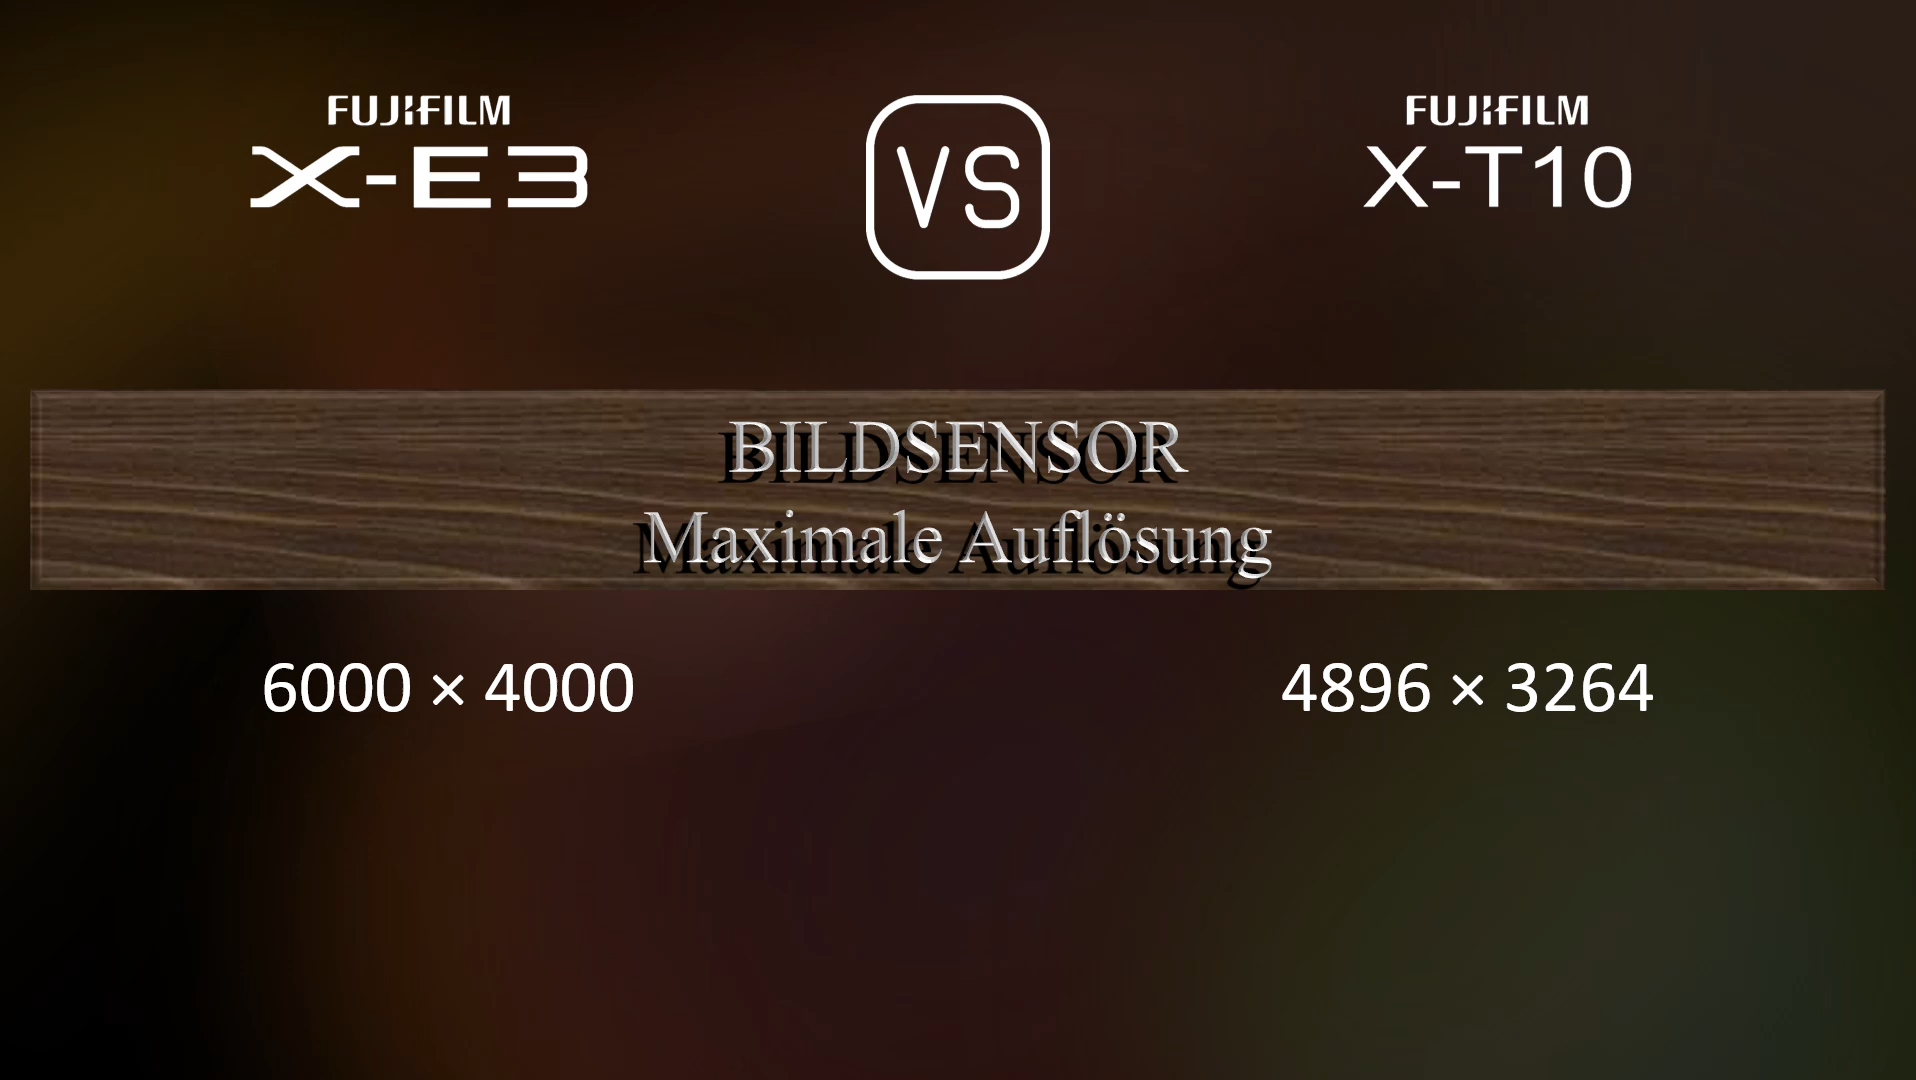 FUJIFILM
X-E3
VS
FUJIFILM
X-T10
BILDSENSOR
Maximale Auflösung
6000 × 4000
4896 × 3264